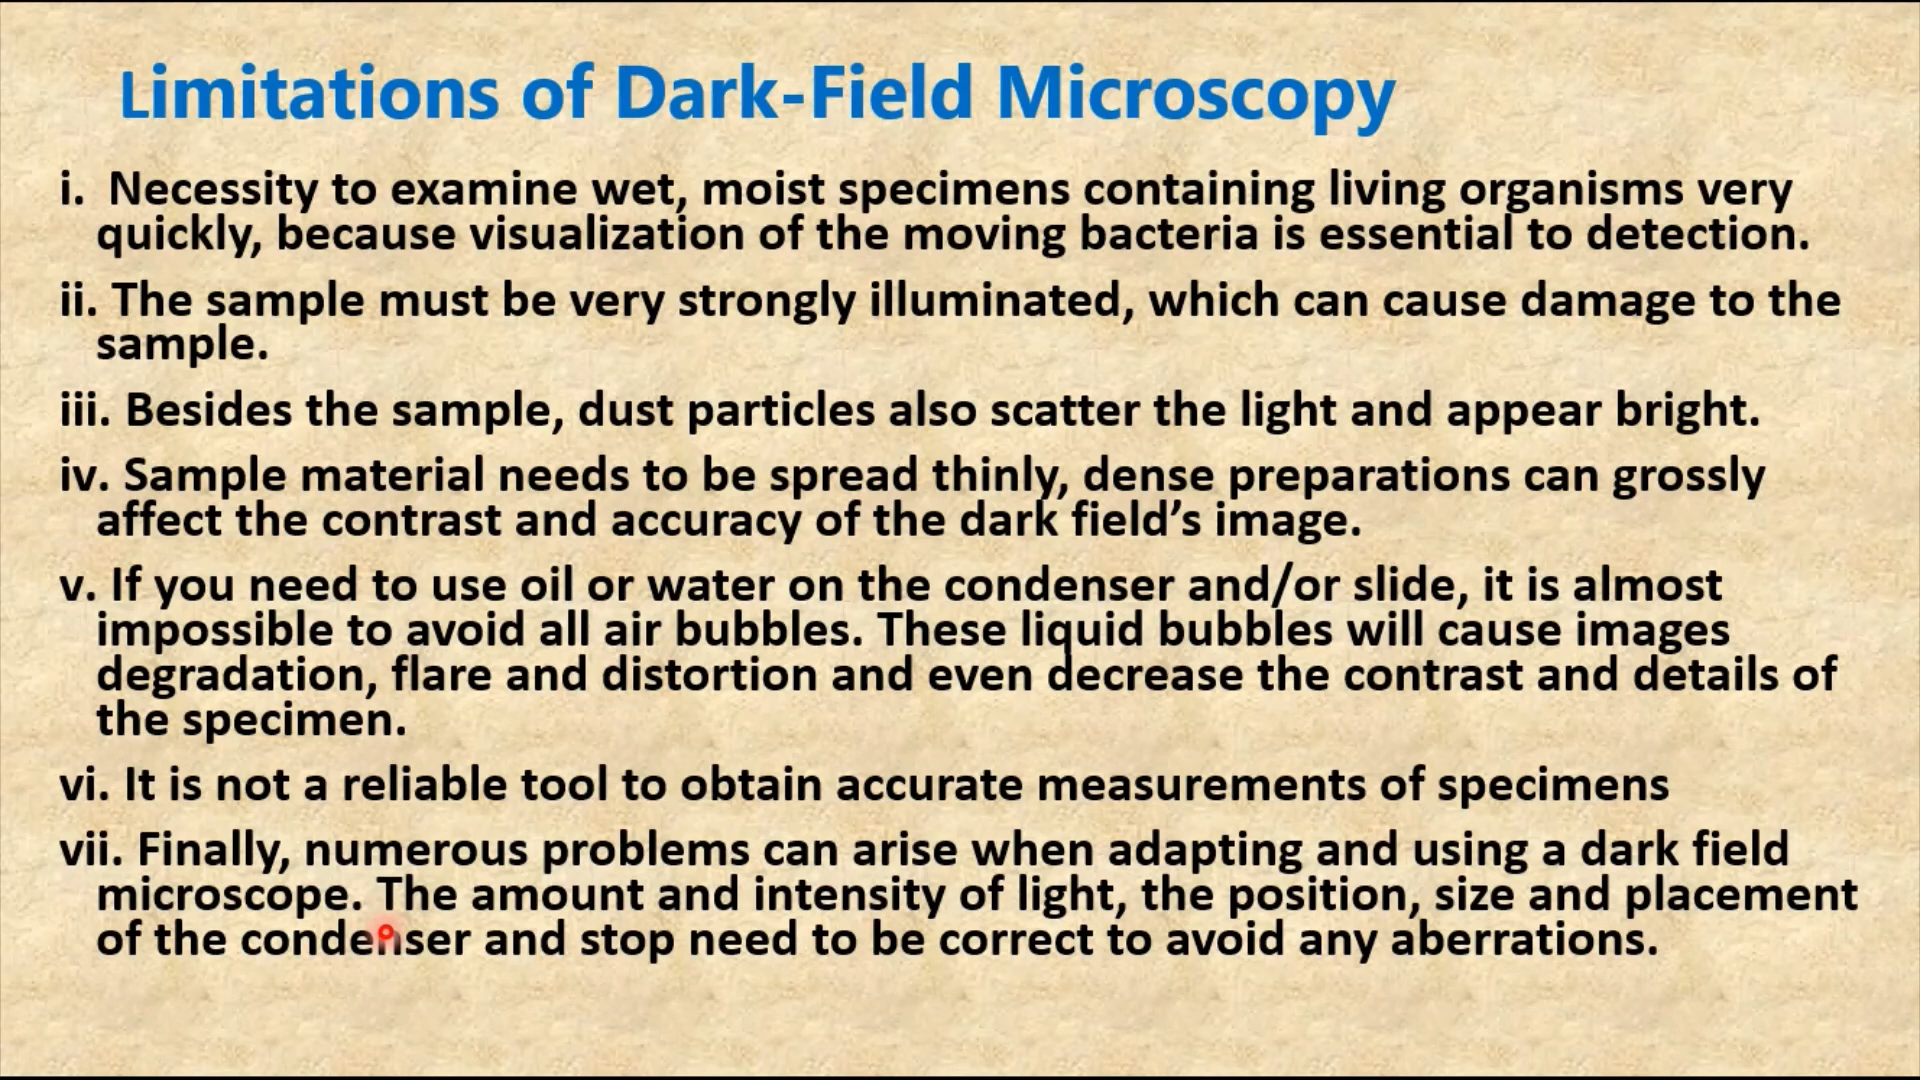 Limitations of Dark-Field Microscopy
i. Necessity to examine wet, moist specimens containing living organisms very
quickly, because visualization of the moving bacteria is essential to detection.
ii. The sample must be very strongly illuminated, which can cause damage to the
sample.
iii. Besides the sample, dust particles also scatter the light and appear bright.
iv. Sample material needs to be spread thinly, dense preparations can grossly
affect the contrast and accuracy of the dark field’s image.
v. If you need to use oil or water on the condenser and/or slide, it is almost
impossible to avoid all air bubbles. These liquid bubbles will cause images
degradation, flare and distortion and even decrease the contrast and details of
the specimen.
vi. It is not a reliable tool to obtain accurate measurements of specimens
vii. Finally, numerous problems can arise when adapting and using a dark field
microscope. The amount and intensity of light, the position, size and placement
of the condenser and stop need to be correct to avoid any aberrations.